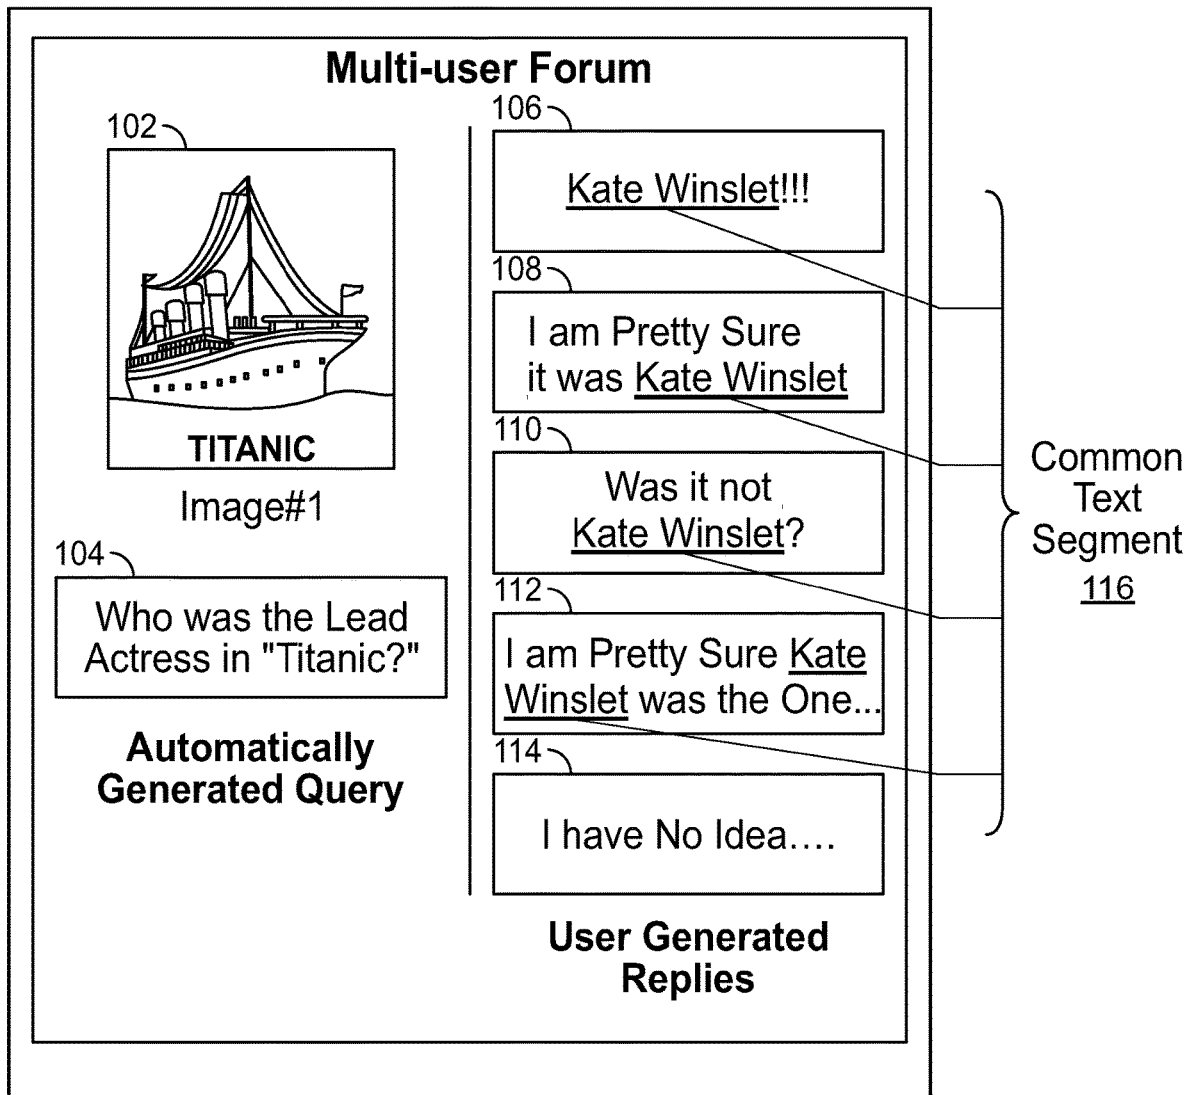 Multi-user Forum
102
TITANIC
Image#1
104
Who was the Lead
Actress in "Titanic?"
Automatically
Generated Query
106
Kate Winslet!!!
108
I am Pretty Sure
it was Kate Winslet
110
Was it not
Kate Winslet?
112
I am Pretty Sure Kate
Winslet was the One...
114
I have No Idea....
User Generated
Replies
Common
Text
Segment
116